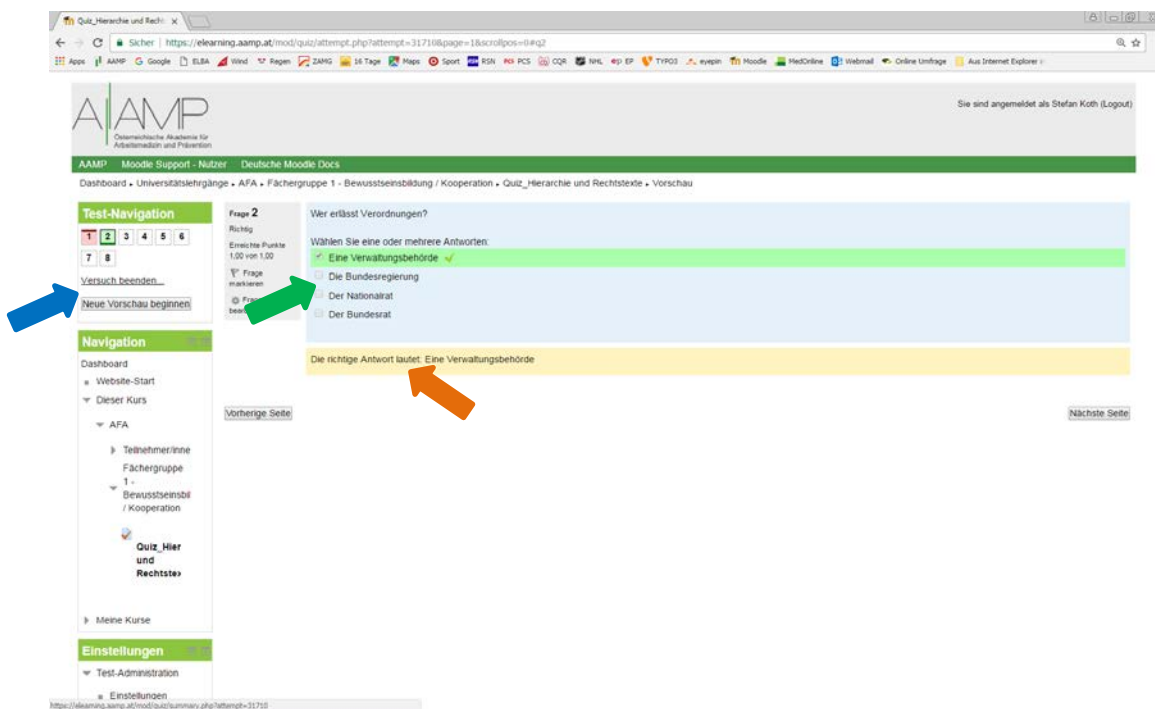 Quiz_Hierarchie und Recht
Sicher | https://elearning.aamp.at/mod/quiz/attempt.php?attempt=31710&page=1&scrollpos=0#q2
Apps AAMP Google ELBA Wind Regen ZAMG 16 Tage Maps Sport RSN PCS CQR NHL EP TYPO3 eyepin Moodle MedOnline Webmail Online Umfrage Aus Internet Explorer
AAMP
Österreichische Akademie für
Arbeitsmedizin und Prävention
Sie sind angemeldet als Stefan Koth (Logout)
AAMP Moodle Support - Nutzer Deutsche Moodle Docs
Dashboard Universitätslehrgänge AFA Fächergruppe 1 - Bewusstseinsbildung / Kooperation Quiz_Hierarchie und Rechtstexte Vorschau
Test-Navigation
1 2 3 4 5 6
7 8
Versuch beenden...
Neue Vorschau beginnen
Frage 2
Richtig
Erreichte Punkte
1,00 von 1,00
Frage
markieren
Wer erlässt Verordnungen?
Wählen Sie eine oder mehrere Antworten:
Eine Verwaltungsbehörde
Die Bundesregierung
Der Nationalrat
Der Bundesrat
Die richtige Antwort lautet: Eine Verwaltungsbehörde
Vorherige Seite
Nächste Seite
Navigation
Dashboard
Website-Start
Dieser Kurs
AFA
Teilnehmer/inne
Fächergruppe
1 -
Bewusstseinsbil
/ Kooperation
Quiz_Hier
und
Rechtstex
Meine Kurse
Einstellungen
Test-Administration
Einstellungen
https://elearning.aamp.at/mod/quiz/summary.php?attempt=31710